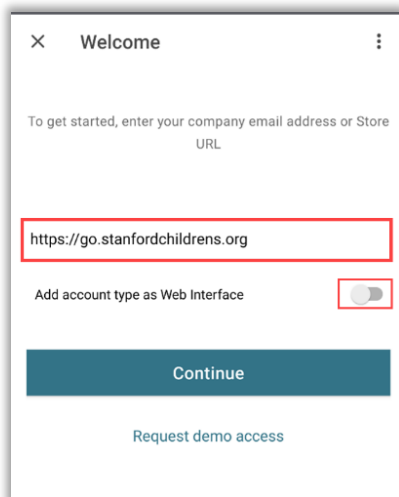 Welcome
To get started, enter your company email address or Store
URL
https://go.stanfordchildrens.org
Add account type as Web Interface
Continue
Request demo access